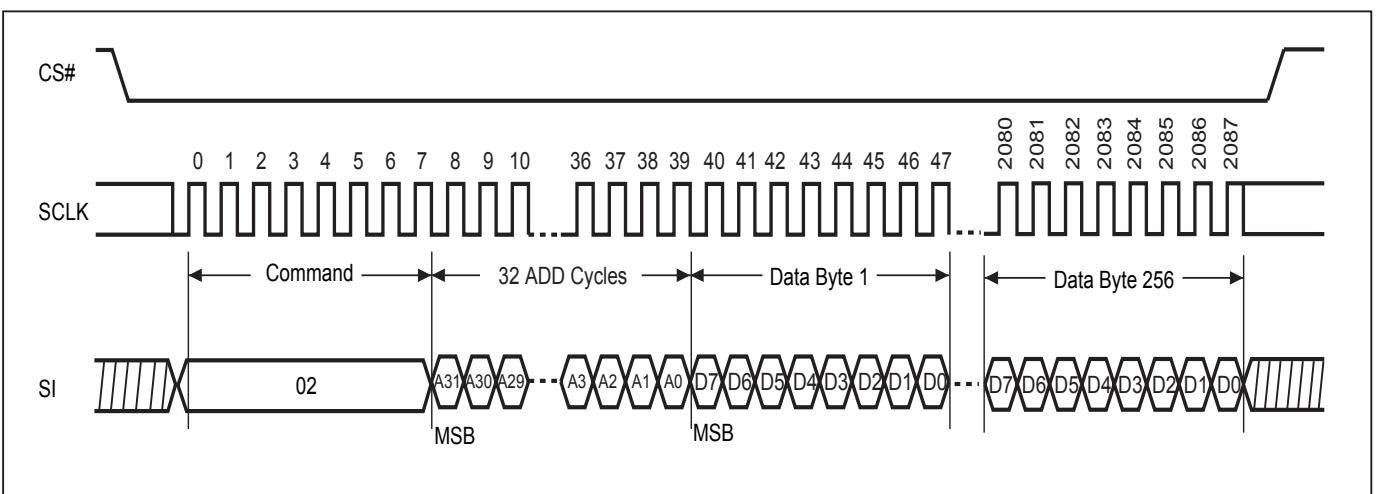 CS#
2080 2081 2082 2083 2084 2085 2086 2087
0 1 2 3 4 5 6 7 8 9 10 36 37 38 39 40 41 42 43 44 45 46 47
SCLK
Command 32 ADD Cycles Data Byte 1 Data Byte 256
SI 02 A31 A30 A29 A3 A2 A1 A0 D7 D6 D5 D4 D3 D2 D1 D0 D7 D6 D5 D4 D3 D2 D1 D0
MSB MSB